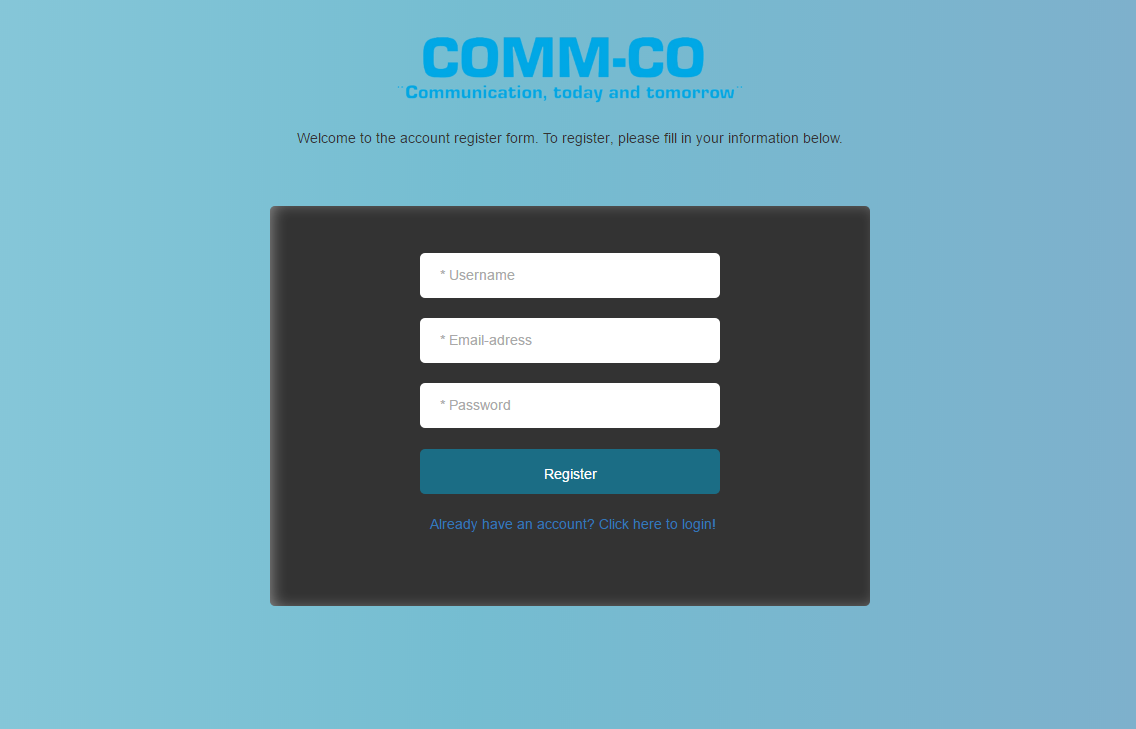 COMM-CO
¨Communication, today and tomorrow¨
Welcome to the account register form. To register, please fill in your information below.
* Username
* Email-adress
* Password
Register
Already have an account? Click here to login!